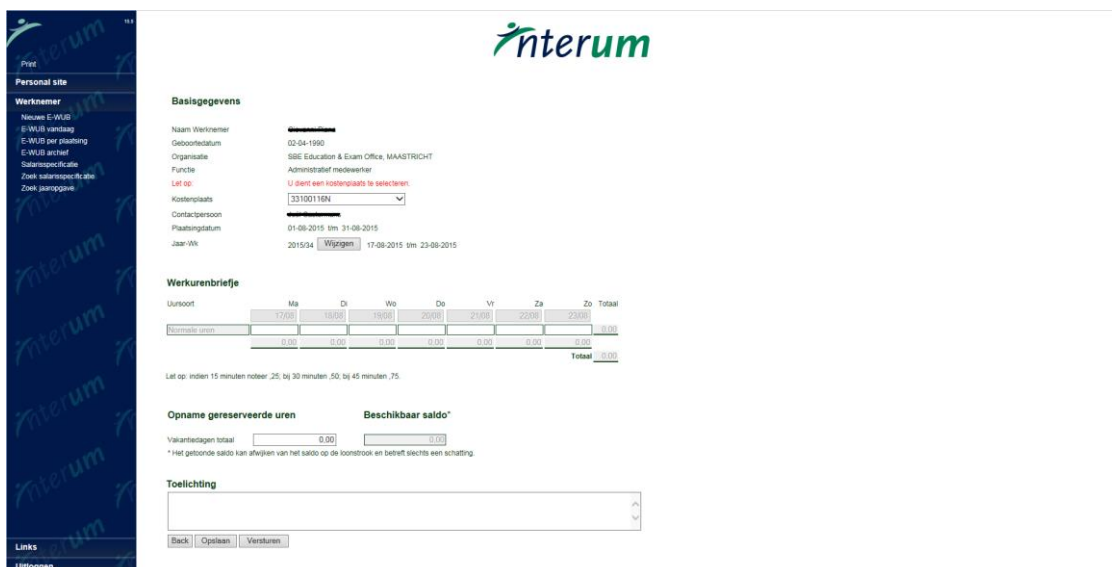 19.8
Print
Personal site
Werknemer
Nieuwe E-WUB
E-WUB vandaag
E-WUB per plaatsing
E-WUB archief
Salarisspecificatie
Zoek salarisspecificatie
Zoek jaaropgave
Links
Uitloggen
interum
Basisgegevens
Naam Werknemer
Geboortedatum 02-04-1990
Organisatie SBE Education & Exam Office, MAASTRICHT
Functie Administratief medewerker
Let op: U dient een kostenplaats te selecteren.
Kostenplaats 33100116N
Contactpersoon
Plaatsingdatum 01-08-2015 t/m 31-08-2015
Jaar-Wk 2015/34 Wijzigen 17-08-2015 t/m 23-08-2015
Werkurenbriefje
Uursoort Ma Di Wo Do Vr Za Zo Totaal
17/08 18/08 19/08 20/08 21/08 22/08 23/08
Normale uren 0,00
0,00 0,00 0,00 0,00 0,00 0,00 0,00
Totaal 0,00
Let op: indien 15 minuten noteer ,25; bij 30 minuten ,50; bij 45 minuten ,75.
Opname gereserveerde uren Beschikbaar saldo*
Vakantiedagen totaal 0,00 0,00
* Het getoonde saldo kan afwijken van het saldo op de loonstrook en betreft slechts een schatting.
Toelichting
Back Opslaan Versturen